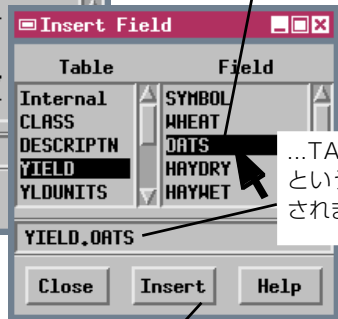 Insert Field
Table Field
Internal
CLASS
DESCRIPTN
YIELD
YLDUNITS
SYMBOL
WHEAT
OATS
HAYDRY
HAYWET
...TA
とい
されま
YIELD.OATS
Close Insert Help